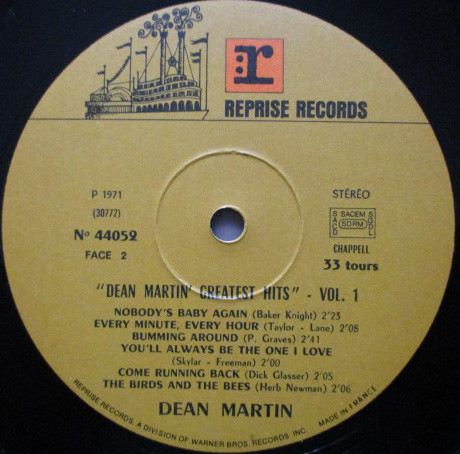 r:
REPRISE RECORDS
P 1971
(30772)
Nº 44052
FACE 2
STÉRÉO
SACD SACEM SDRM SGDL
CHAPPELL
33 tours
"DEAN MARTIN' GREATEST HITS" - VOL. 1
NOBODY'S BABY AGAIN (Baker Knight) 2'23
EVERY MINUTE, EVERY HOUR (Taylor - Lane) 2'08
BUMMING AROUND (P. Graves) 2'41
YOU'LL ALWAYS BE THE ONE I LOVE
(Skylar - Freeman) 2'00
COME RUNNING BACK (Dick Glasser) 2'05
THE BIRDS AND THE BEES (Herb Newman) 2'06
DEAN MARTIN
REPRISE RECORDS, A DIVISION OF WARNER BROS. RECORDS INC.
MADE IN FRANCE